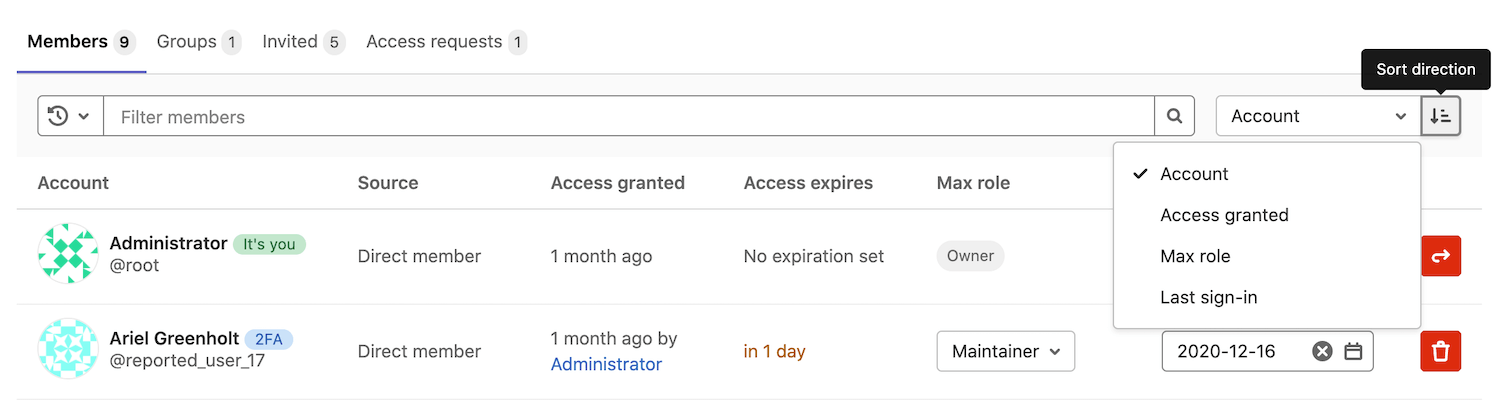 Members 9 Groups 1 Invited 5 Access requests 1
Sort direction
Filter members
Account
Account Source Access granted Access expires Max role
Account
Access granted
Max role
Last sign-in
Administrator It's you
@root
Direct member
1 month ago
No expiration set
Owner
Ariel Greenholt 2FA
@reported_user_17
Direct member
1 month ago by
Administrator
in 1 day
Maintainer
2020-12-16